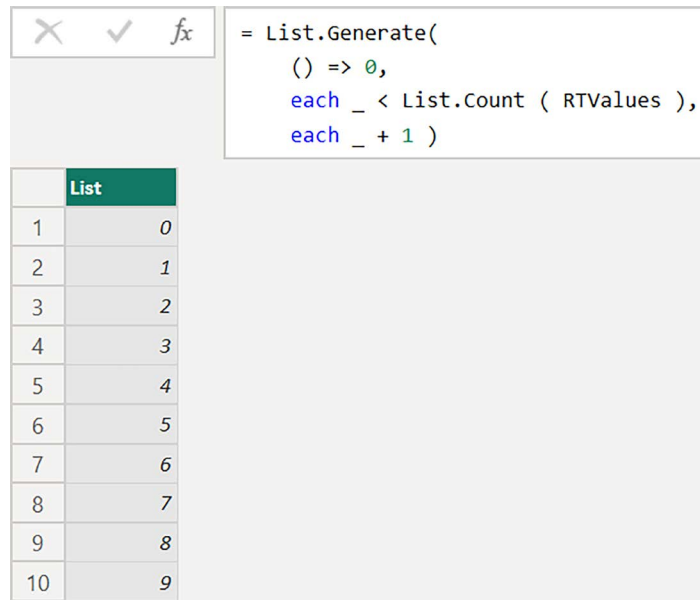 fx
= List.Generate(
() => 0,
each _ < List.Count ( RTValues ),
each _ + 1 )
List
1 0
2 1
3 2
4 3
5 4
6 5
7 6
8 7
9 8
10 9